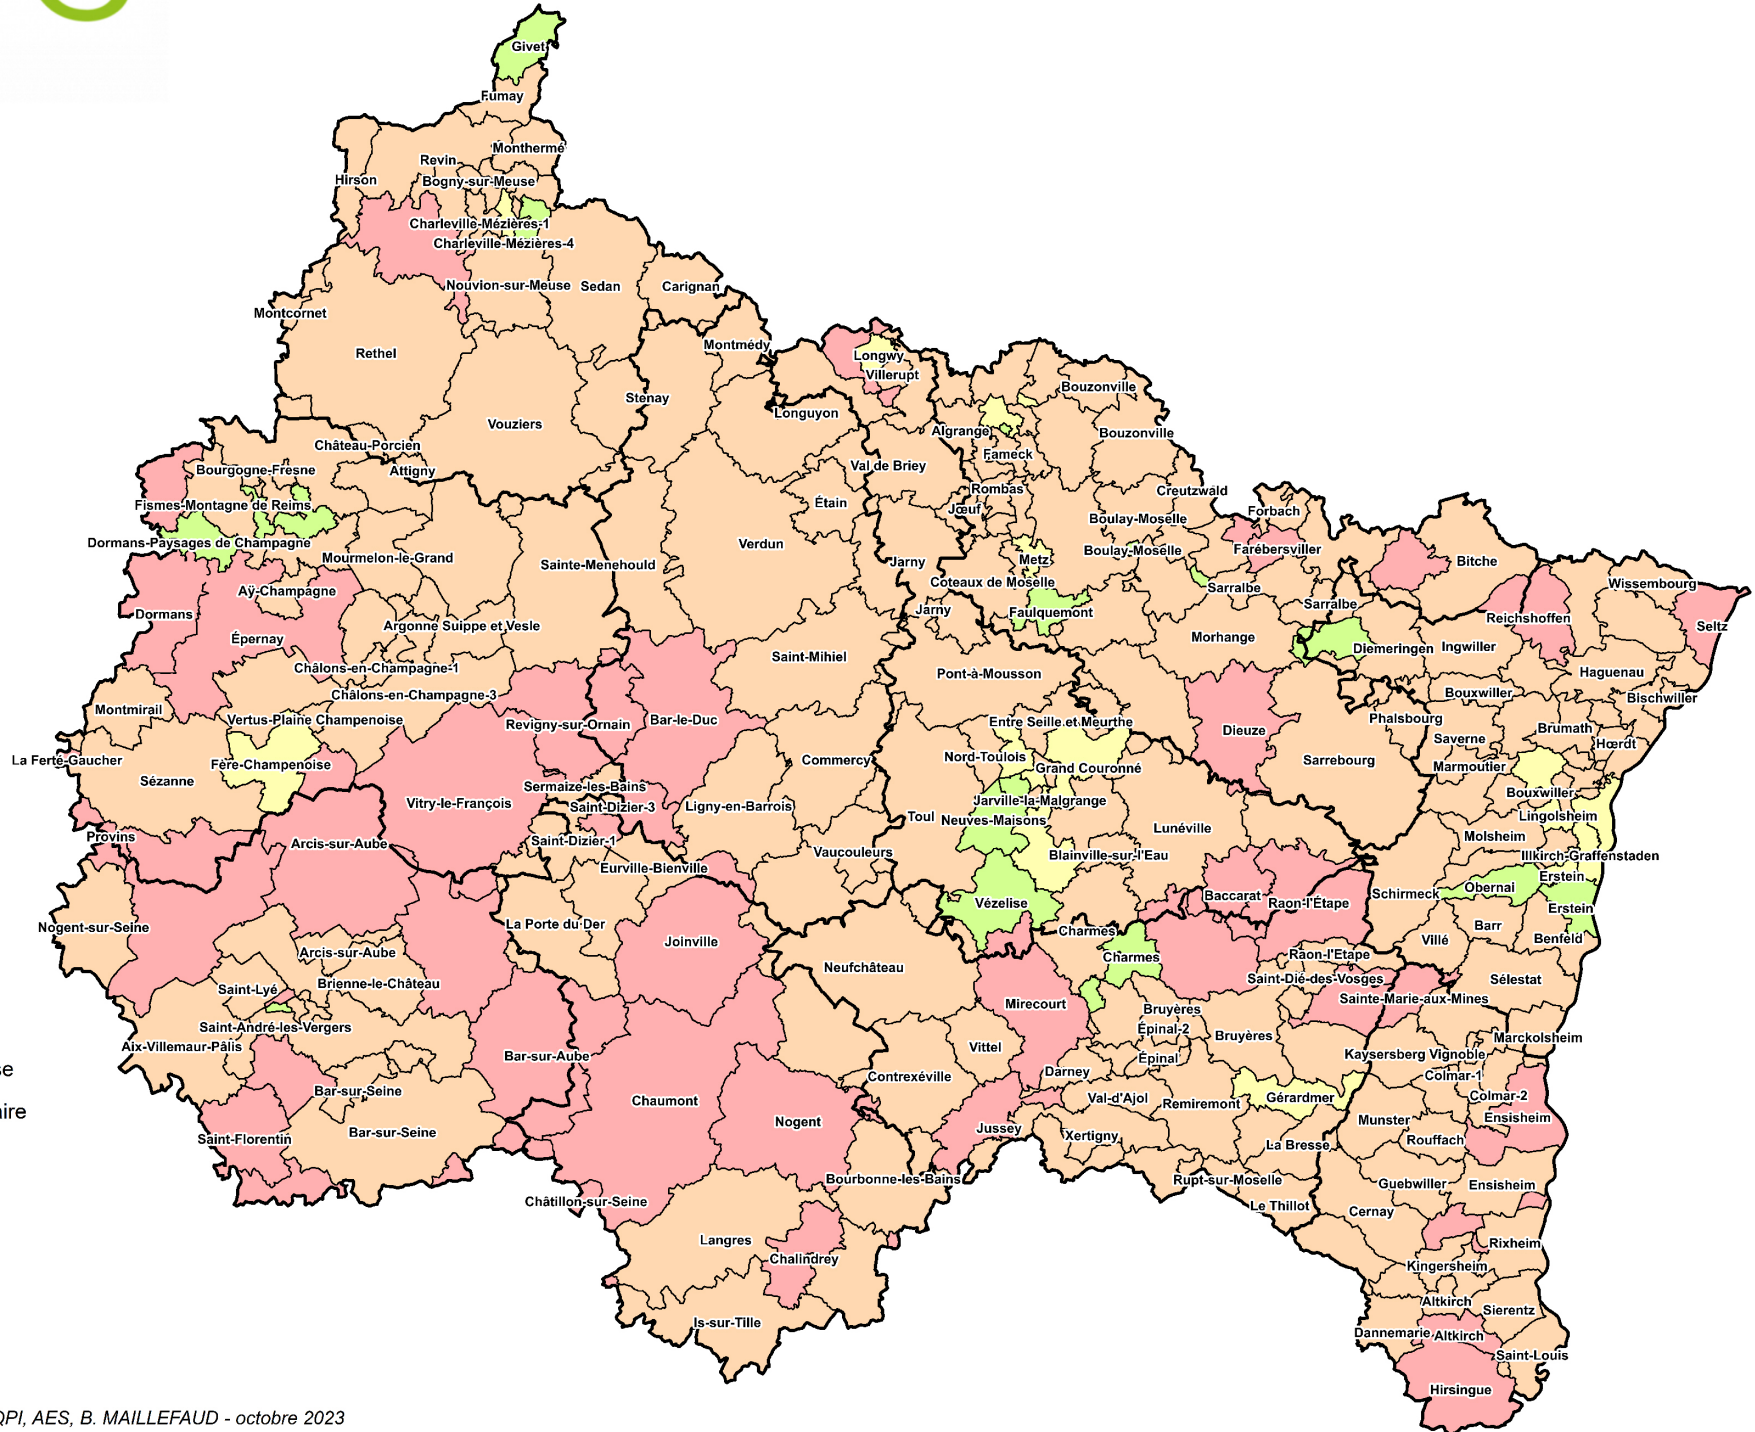 Givet
Fumay
Monthermé
Revin
Hirson
Bogny-sur-Meuse
Charleville-Mézières-1
Charleville-Mézières-4
Nouvion-sur-Meuse
Sedan
Carignan
Montcornet
Rethel
Montmédy
Longwy
Villerupt
Bouzonville
Stenay
Longuyon
Vouziers
Algrange
Bouzonville
Château-Porcien
Fameck
Bourgogne-Fresne
Attigny
Val de Briey
Rombas
Creutzwald
Fismes-Montagne de Reims
Étain
Jœuf
Forbach
Boulay-Moselle
Dormans-Paysages de Champagne
Verdun
Boulay-Moselle
Farébersviller
Mourmelon-le-Grand
Sainte-Menehould
Jarny
Metz
Bitche
Coteaux de Moselle
Sarralbe
Wissembourg
Aÿ-Champagne
Dormans
Jarny
Faulquemont
Sarralbe
Reichshoffen
Seltz
Argonne Suippe et Vesle
Épernay
Morhange
Diemeringen
Ingwiller
Saint-Mihiel
Châlons-en-Champagne-1
Pont-à-Mousson
Haguenau
Châlons-en-Champagne-3
Bouxwiller
Bischwiller
Montmirail
Vertus-Plaine Champenoise
Revigny-sur-Ornain
Bar-le-Duc
Entre Seille et Meurthe
Dieuze
Phalsbourg
Brumath
Saverne
Hœrdt
La Ferté-Gaucher
Fère-Champenoise
Commercy
Nord-Toulois
Grand Couronné
Sarrebourg
Marmoutier
Sézanne
Sermaize-les-Bains
Bouxwiller
Vitry-le-François
Saint-Dizier-3
Ligny-en-Barrois
Jarville-la-Malgrange
Toul
Neuves-Maisons
Lingolsheim
Lunéville
Provins
Arcis-sur-Aube
Saint-Dizier-1
Molsheim
Vaucouleurs
Blainville-sur-l'Eau
Illkirch-Graffenstaden
Eurville-Bienville
Erstein
Obernai
Schirmeck
Baccarat
Raon-l'Étape
Vézelise
Erstein
Nogent-sur-Seine
La Porte du Der
Joinville
Charmes
Barr
Villé
Benfeld
Arcis-sur-Aube
Charmes
Raon-l'Etape
Neufchâteau
Saint-Dié-des-Vosges
Sélestat
Brienne-le-Château
Saint-Lyé
Mirecourt
Sainte-Marie-aux-Mines
Bruyères
Saint-André-les-Vergers
Épinal-2
Bruyères
Marckolsheim
Aix-Villemaur-Pâlis
Vittel
Bar-sur-Aube
Épinal
Kaysersberg Vignoble
se
Darney
Colmar-1
Contrexéville
Bar-sur-Seine
Val-d'Ajol
Gérardmer
Colmar-2
Chaumont
Remiremont
aire
Nogent
Munster
Ensisheim
Jussey
Xertigny
Bar-sur-Seine
Saint-Florentin
La Bresse
Rouffach
Bourbonne-les-Bains
Rupt-sur-Moselle
Guebwiller
Ensisheim
Châtillon-sur-Seine
Le Thillot
Cernay
Langres
Rixheim
Chalindrey
Kingersheim
Altkirch
Sierentz
Is-sur-Tille
Dannemarie
Altkirch
Saint-Louis
Hirsingue
QPI, AES, B. MAILLEFAUD - octobre 2023